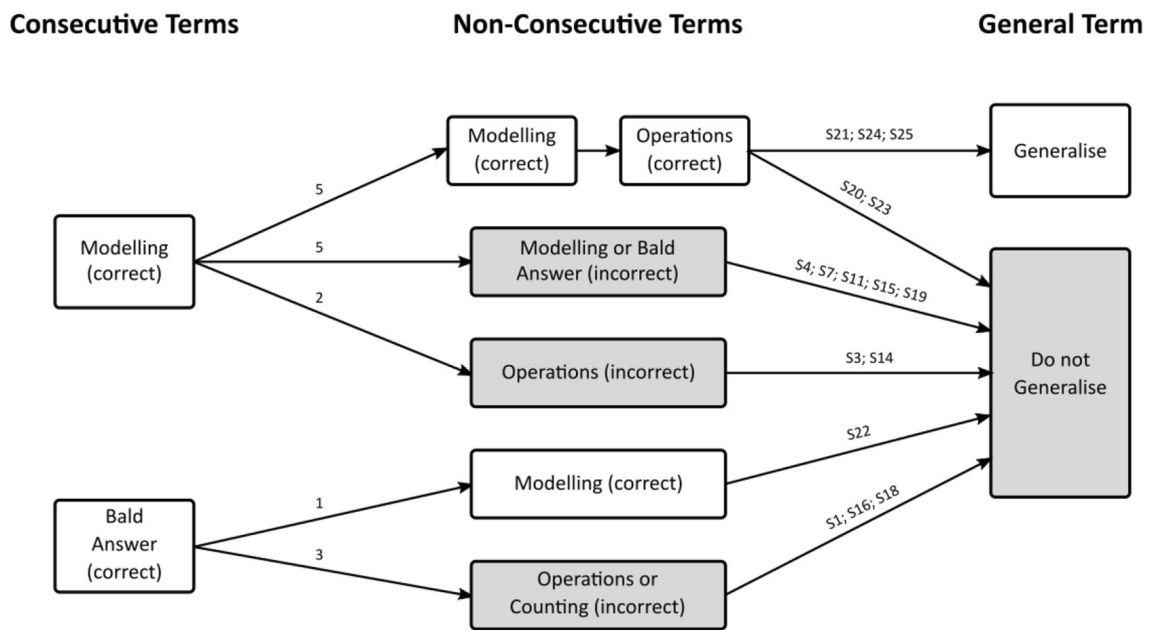 Consecutive Terms
Non-Consecutive Terms
General Term
Modelling
(correct)
5
5
2
Modelling
(correct)
Operations
(correct)
S21; S24; S25
S20; S23
Generalise
Modelling or Bald
Answer (incorrect)
S4; S7; S11; S15; S19
Operations (incorrect)
S3; S14
Do not
Generalise
Bald
Answer
(correct)
1
3
Modelling (correct)
S22
Operations or
Counting (incorrect)
S1; S16; S18